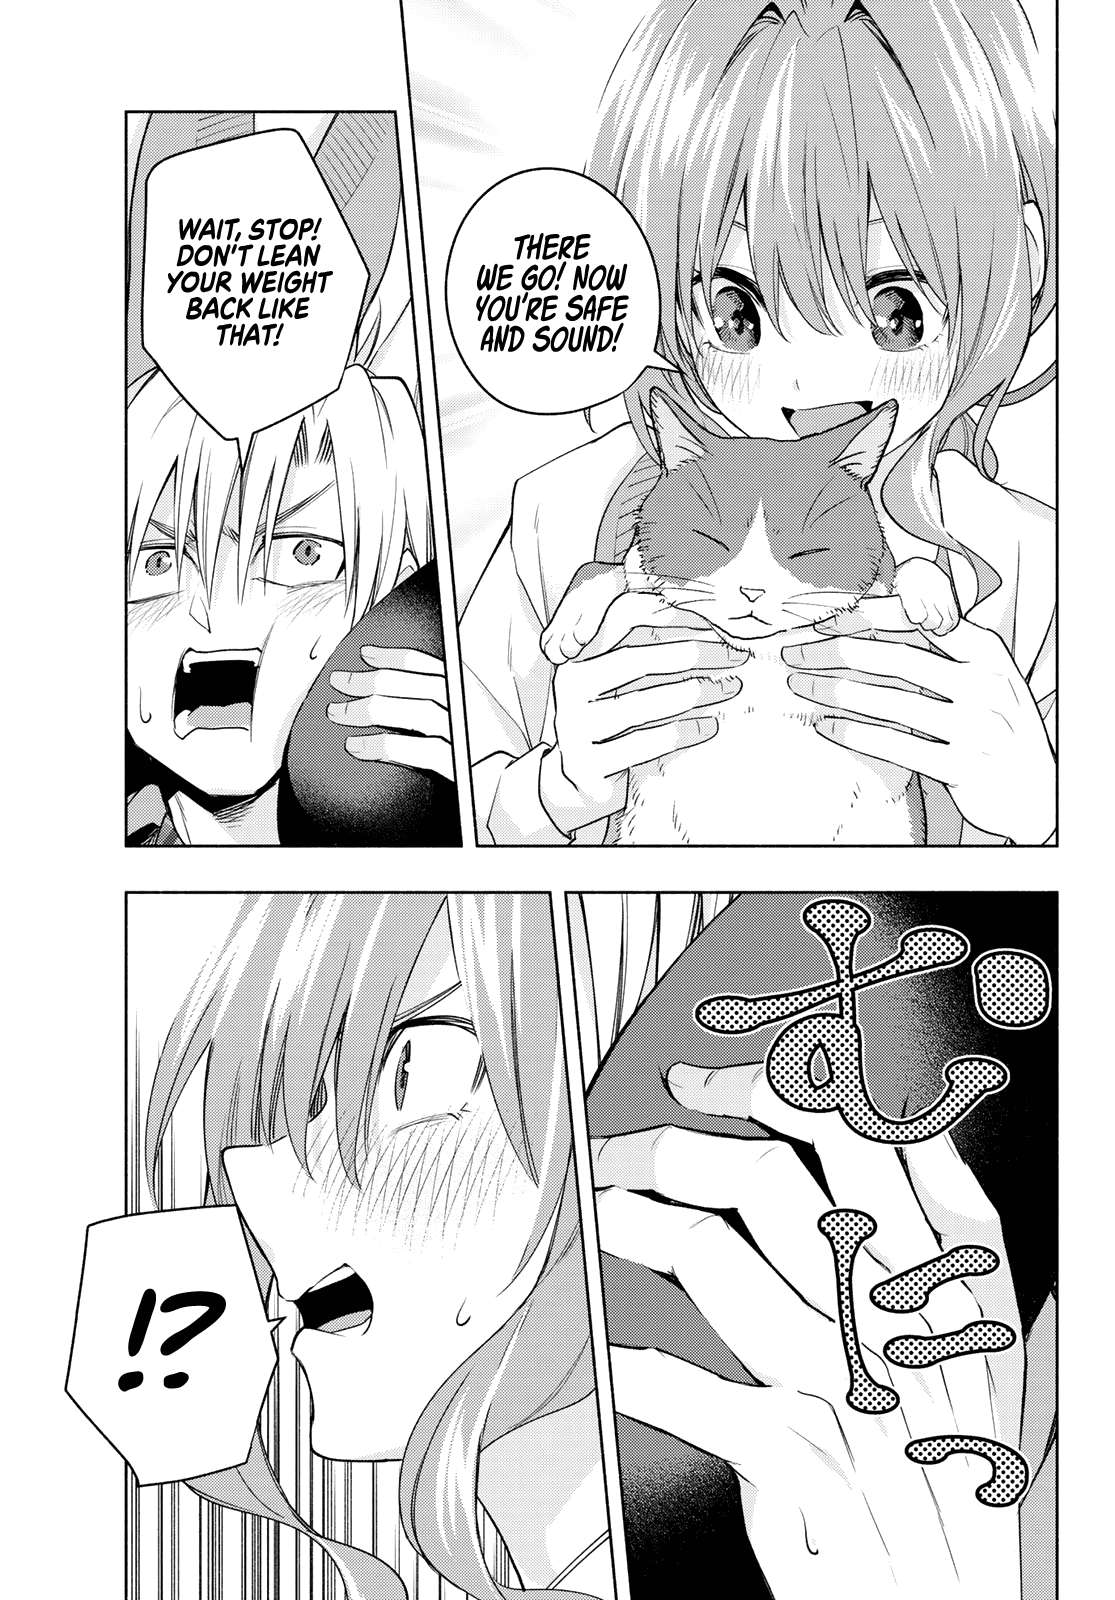 THERE
WE GO! NOW
YOU'RE SAFE
AND SOUND!
WAIT, STOP!
DON'T LEAN
YOUR WEIGHT
BACK LIKE
THAT!
むにっ
!?